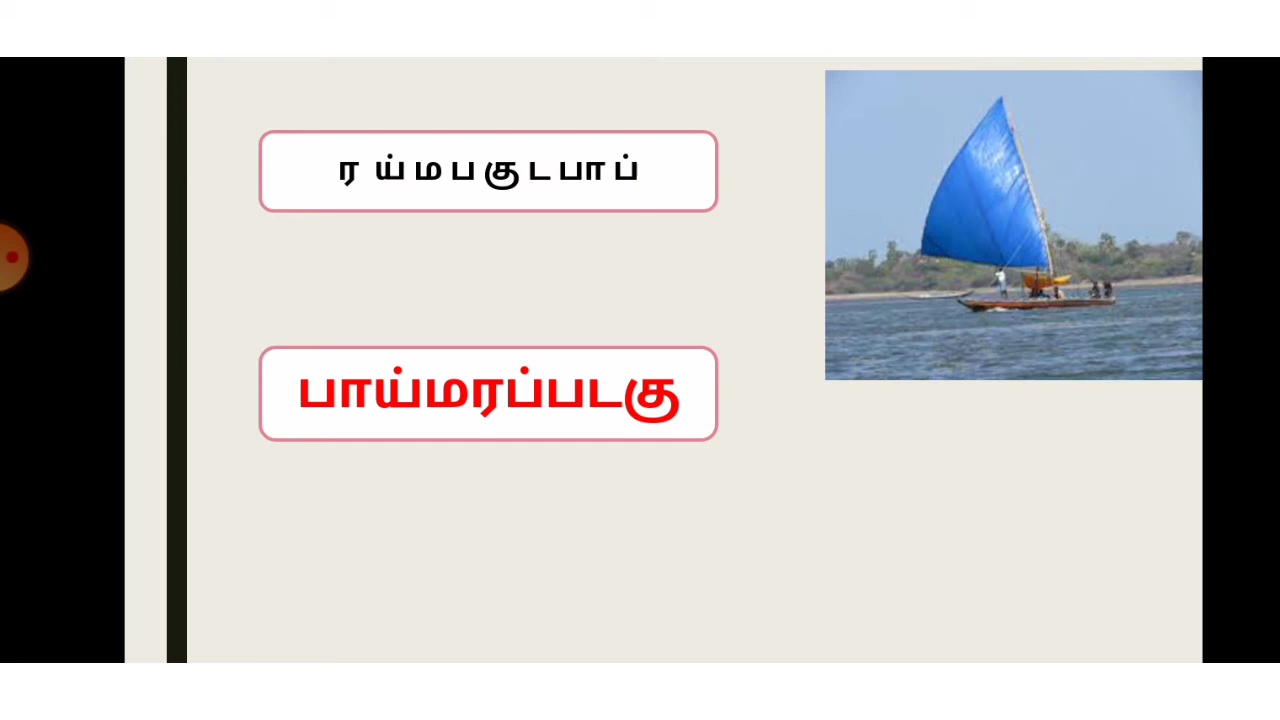 ர ய் ம ப கு ட பா ப்
பாய்மரப்படகு